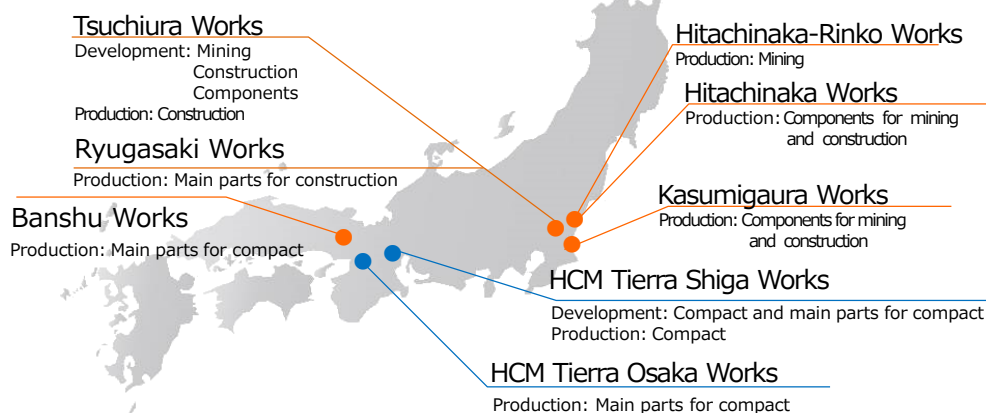 Tsuchiura Works
Development: Mining
Construction
Components
Production: Construction
Ryugasaki Works
Production: Main parts for construction
Banshu Works
Production: Main parts for compact
Hitachinaka-Rinko Works
Production: Mining
Hitachinaka Works
Production: Components for mining
and construction
Kasumigaura Works
Production: Components for mining
and construction
HCM Tierra Shiga Works
Development: Compact and main parts for compact
Production: Compact
HCM Tierra Osaka Works
Production: Main parts for compact